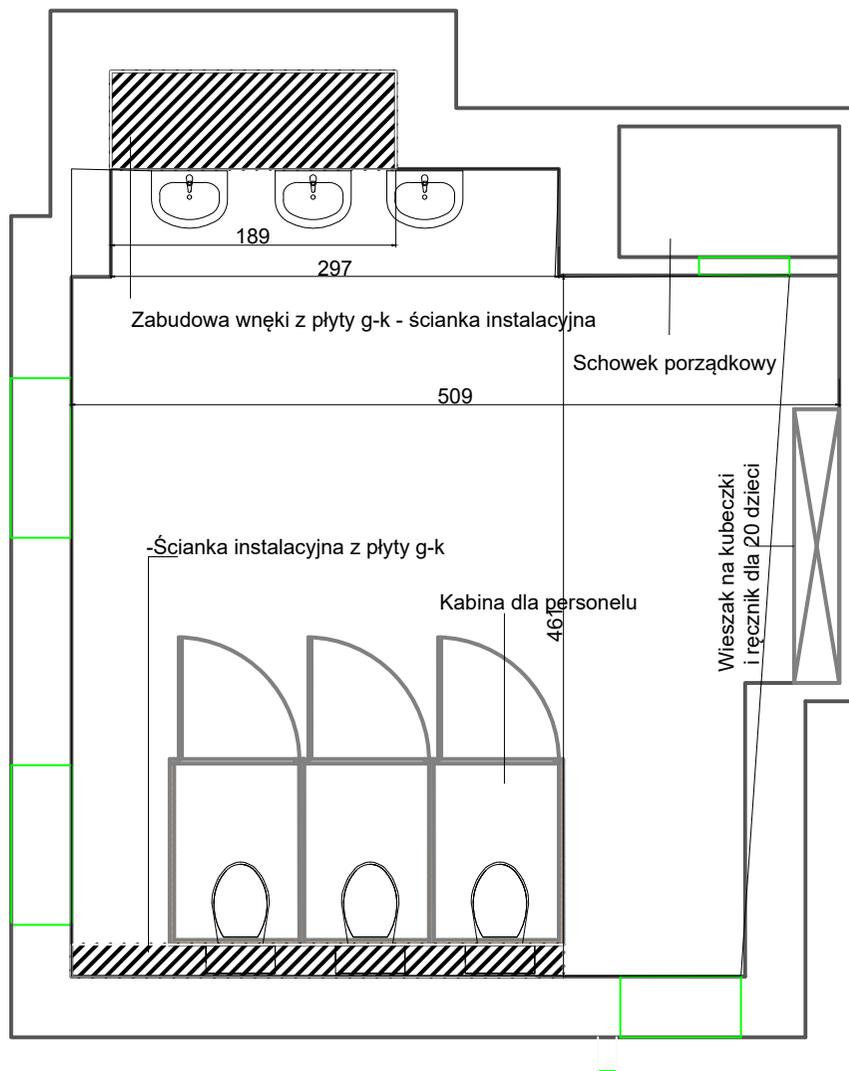 189
297
Zabudowa wnęki z płyty g-k - ścianka instalacyjna
Schowek porządkowy
509
Wieszak na kubeczki
i ręcznik dla 20 dzieci
-Ścianka instalacyjna z płyty g-k
Kabina dla personelu
461